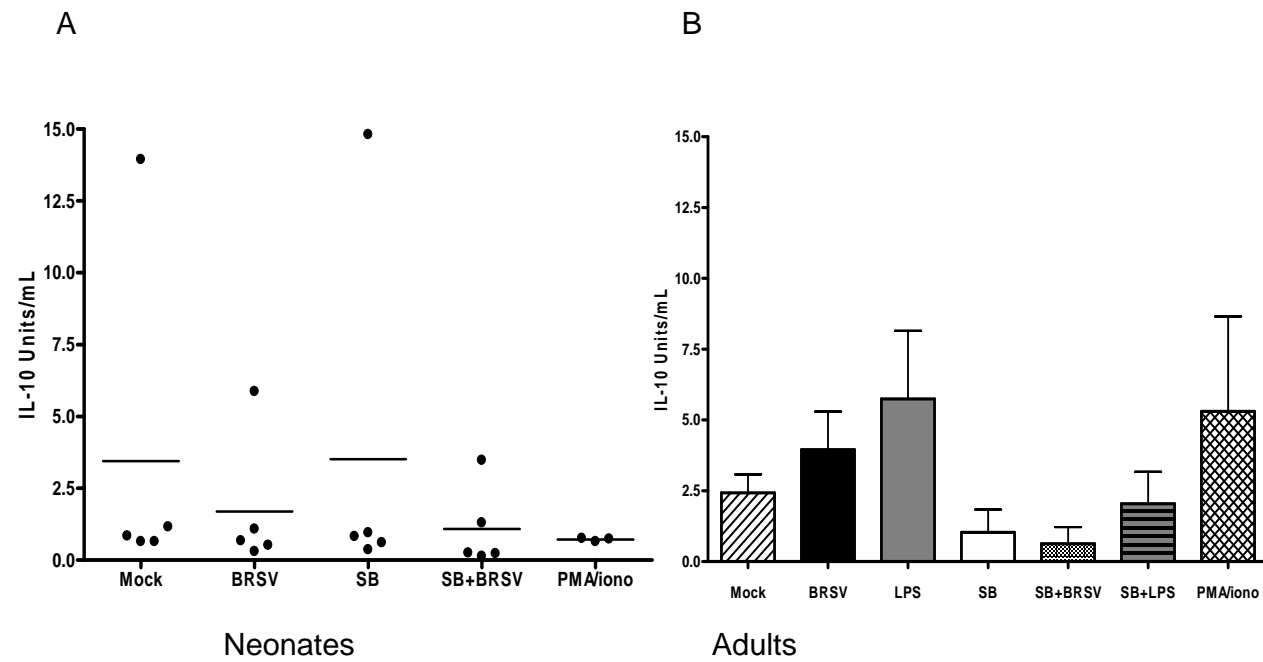 A
B
15.0
12.5
10.0
7.5
5.0
2.5
0.0
IL-10 Units/mL
Mock BRSV SB SB+BRSV PMA/iono
Neonates
15.0
12.5
10.0
7.5
5.0
2.5
0.0
IL-10 Units/mL
Mock BRSV LPS SB SB+BRSV SB+LPS PMA/iono
Adults